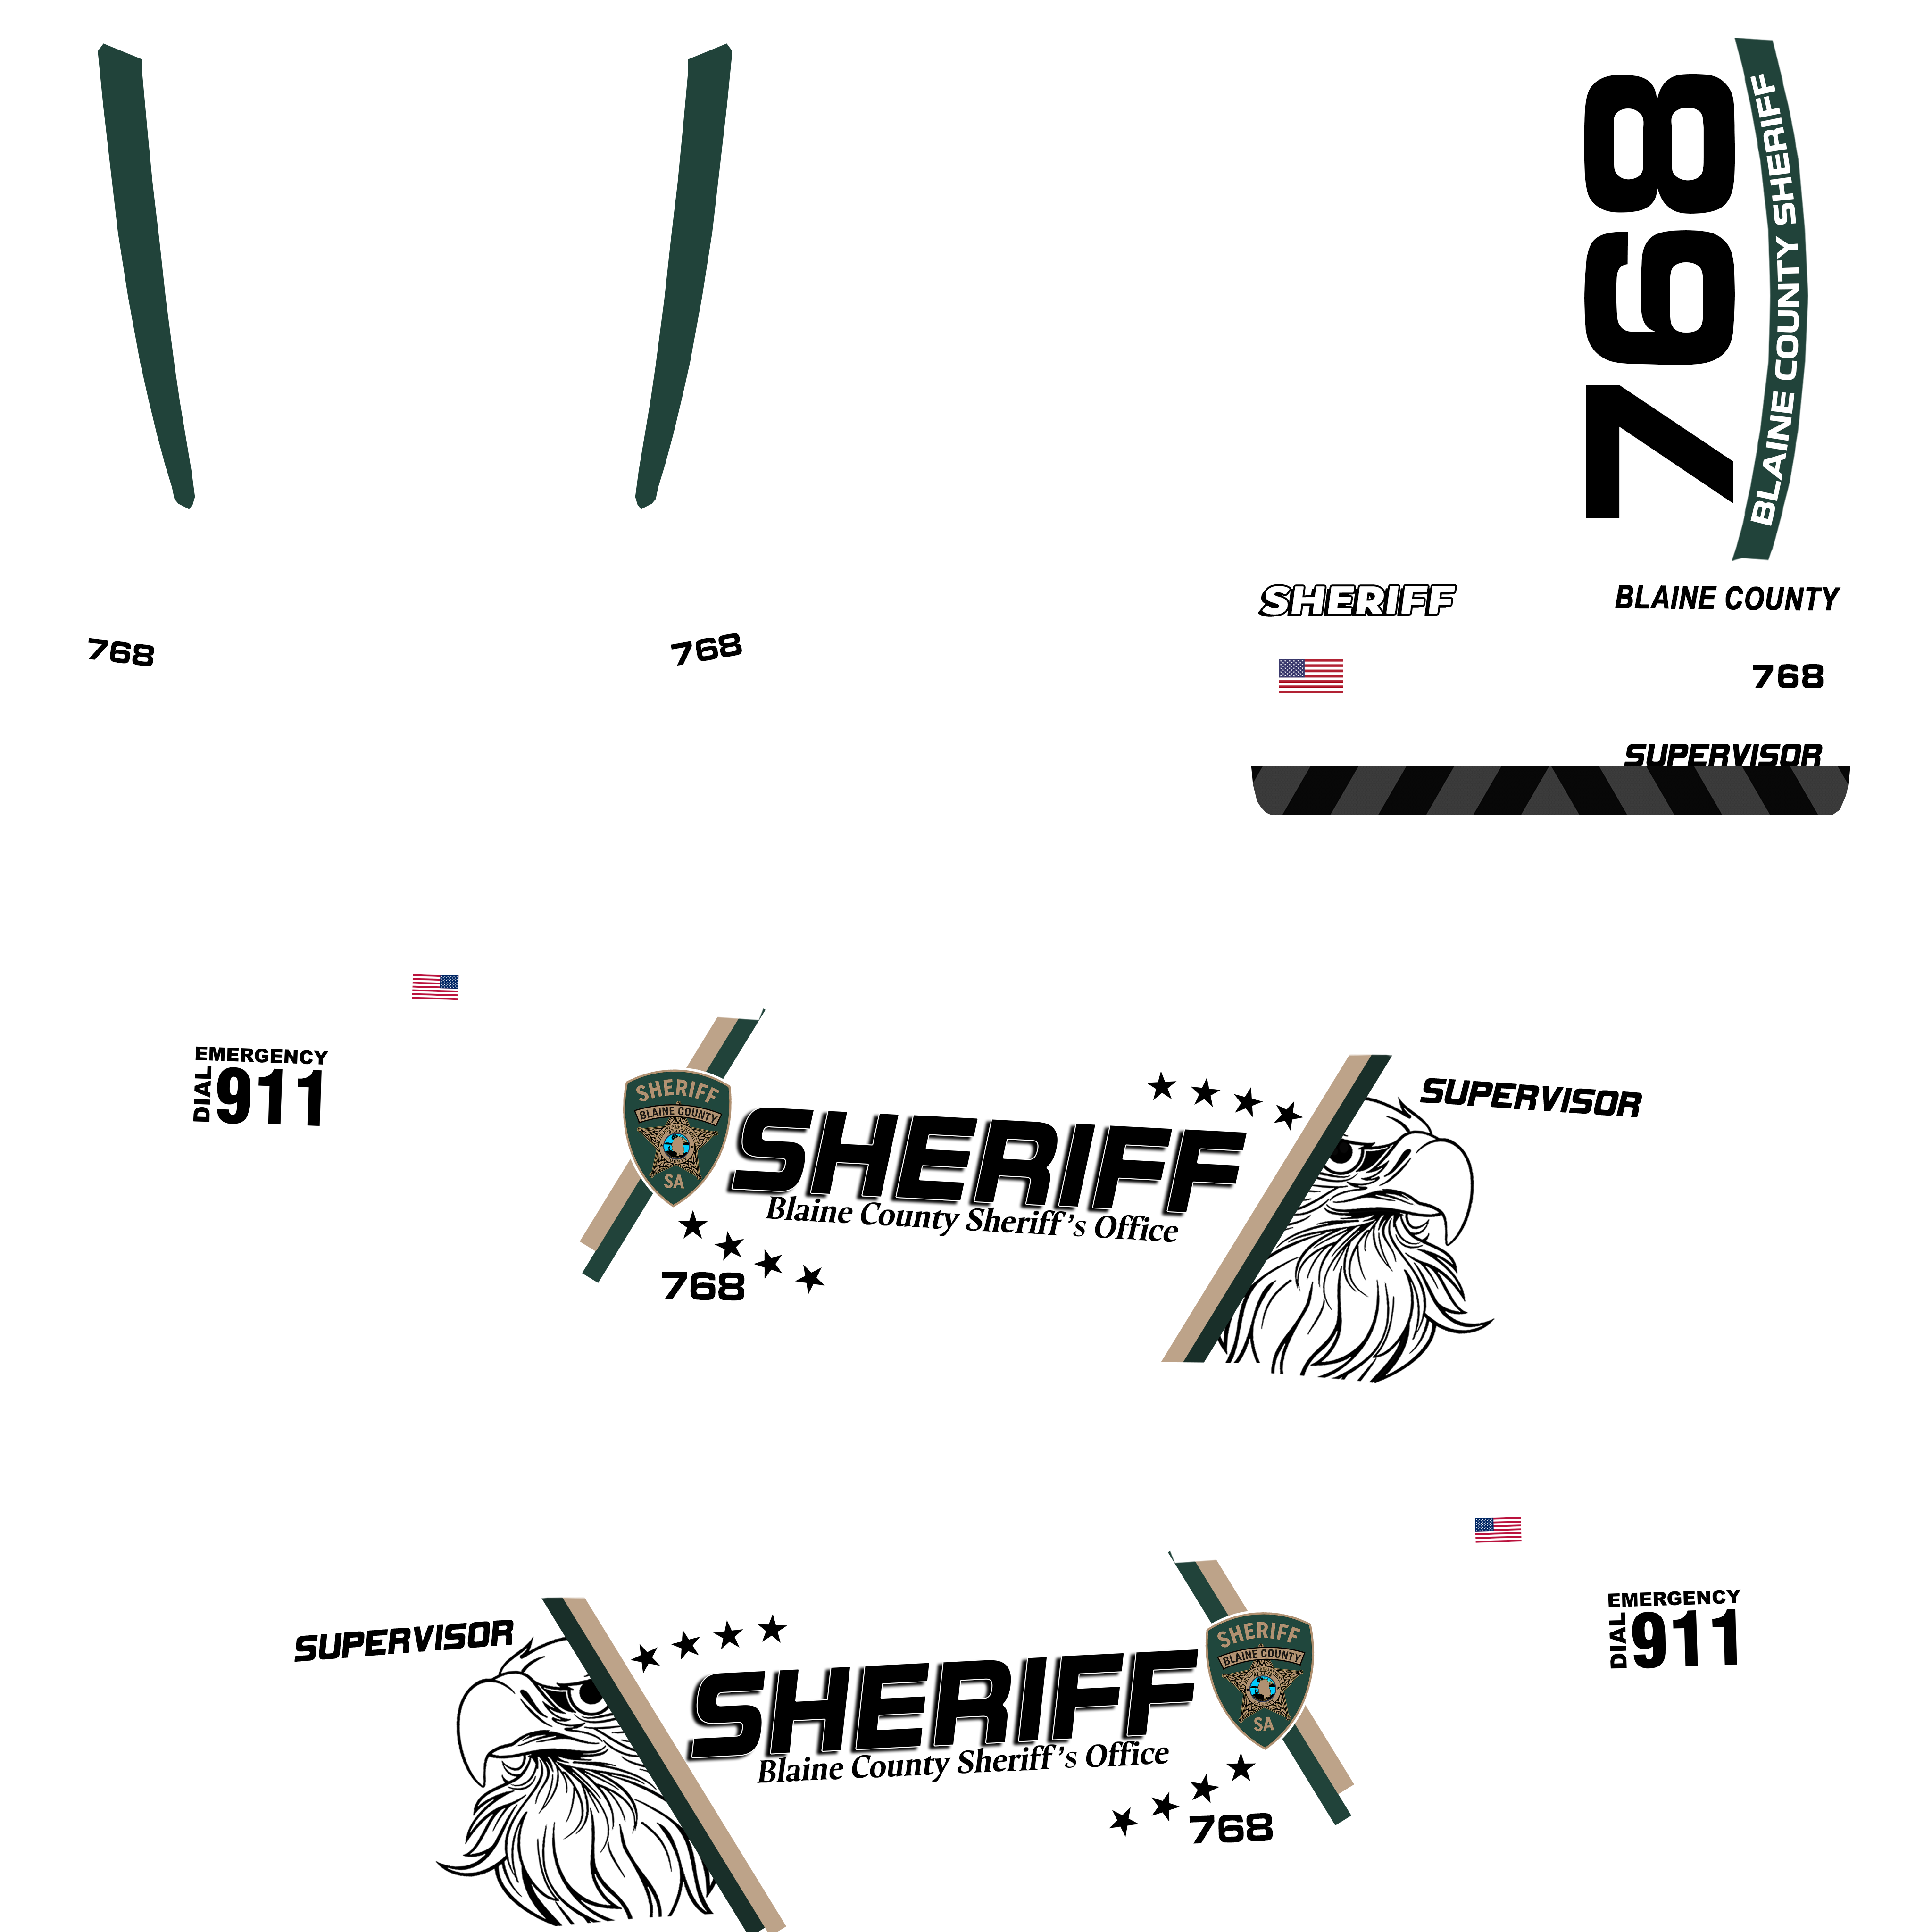 768
BLAINE COUNTY SHERIFF
SHERIFF
BLAINE COUNTY
768
768
768
SUPERVISOR
EMERGENCY
DIAL
911
SHERIFF
BLAINE COUNTY
SA
SHERIFF
Blaine County Sheriff's Office
768
SUPERVISOR
SUPERVISOR
SHERIFF
Blaine County Sheriff's Office
SHERIFF
BLAINE COUNTY
SA
768
EMERGENCY
DIAL
911